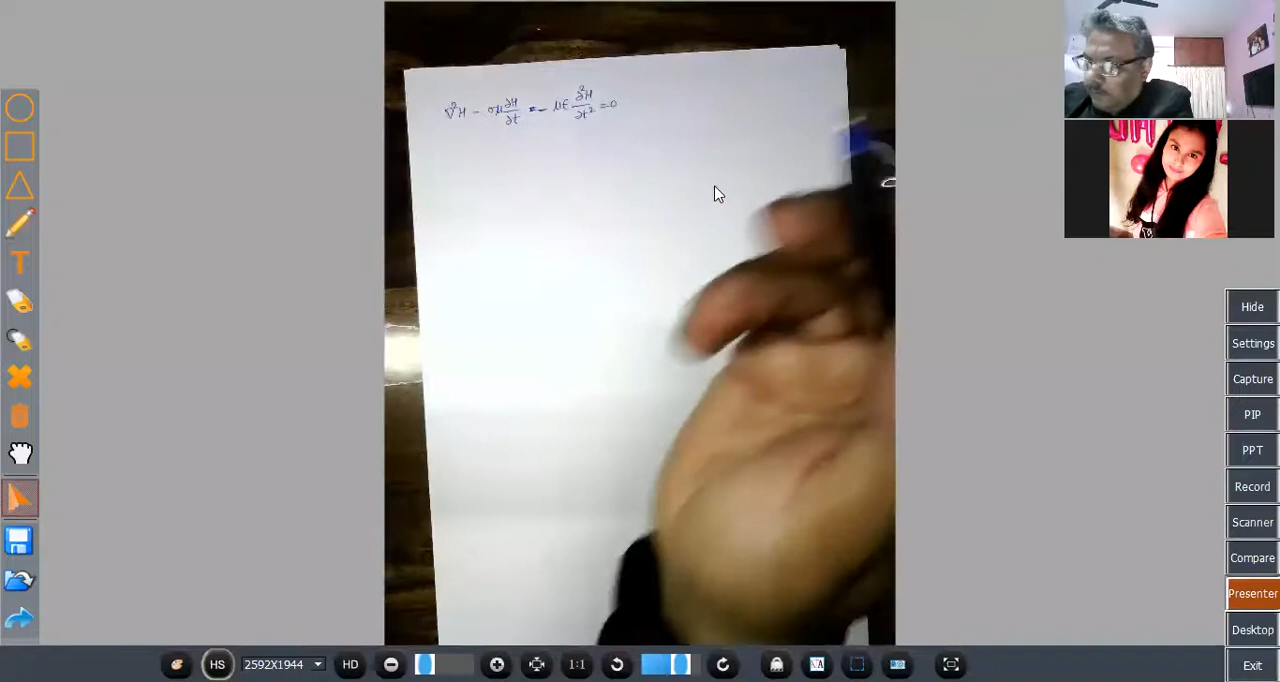 ∇²H - σμ ∂H/∂t - με ∂²H/∂t² = 0
T
Hide
Settings
Capture
PIP
PPT
Record
Scanner
Compare
Presenter
Desktop
Exit
HS
2592X1944
HD
1:1